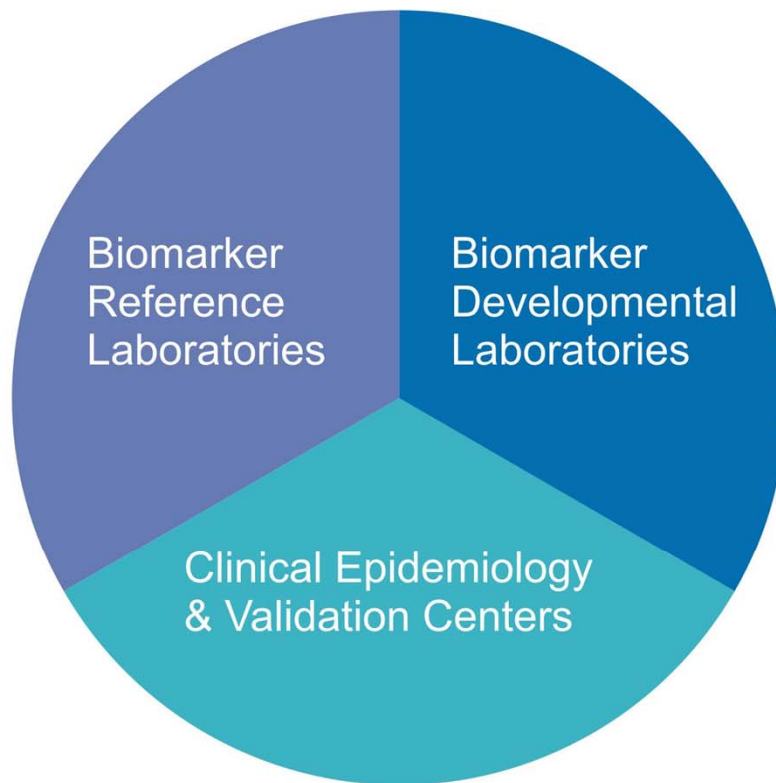 Biomarker
Reference
Laboratories
Biomarker
Developmental
Laboratories
Clinical Epidemiology
& Validation Centers